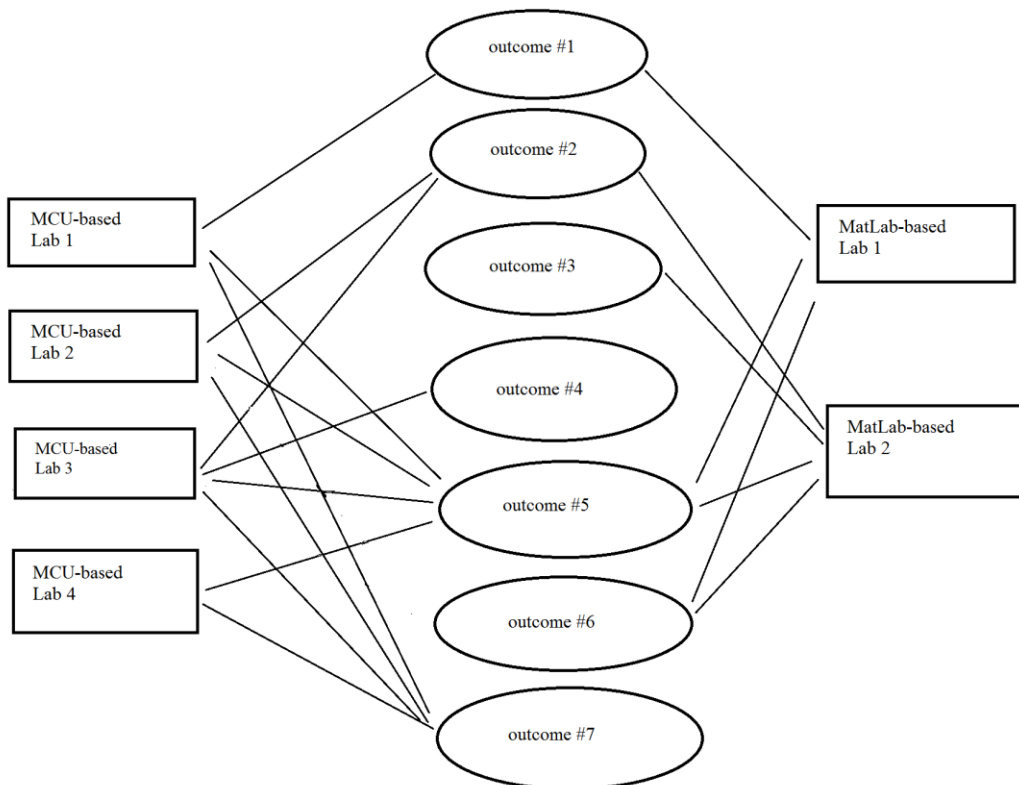 outcome #1
outcome #2
outcome #3
outcome #4
outcome #5
outcome #6
outcome #7
MCU-based
Lab 1
MCU-based
Lab 2
MCU-based
Lab 3
MCU-based
Lab 4
MatLab-based
Lab 1
MatLab-based
Lab 2